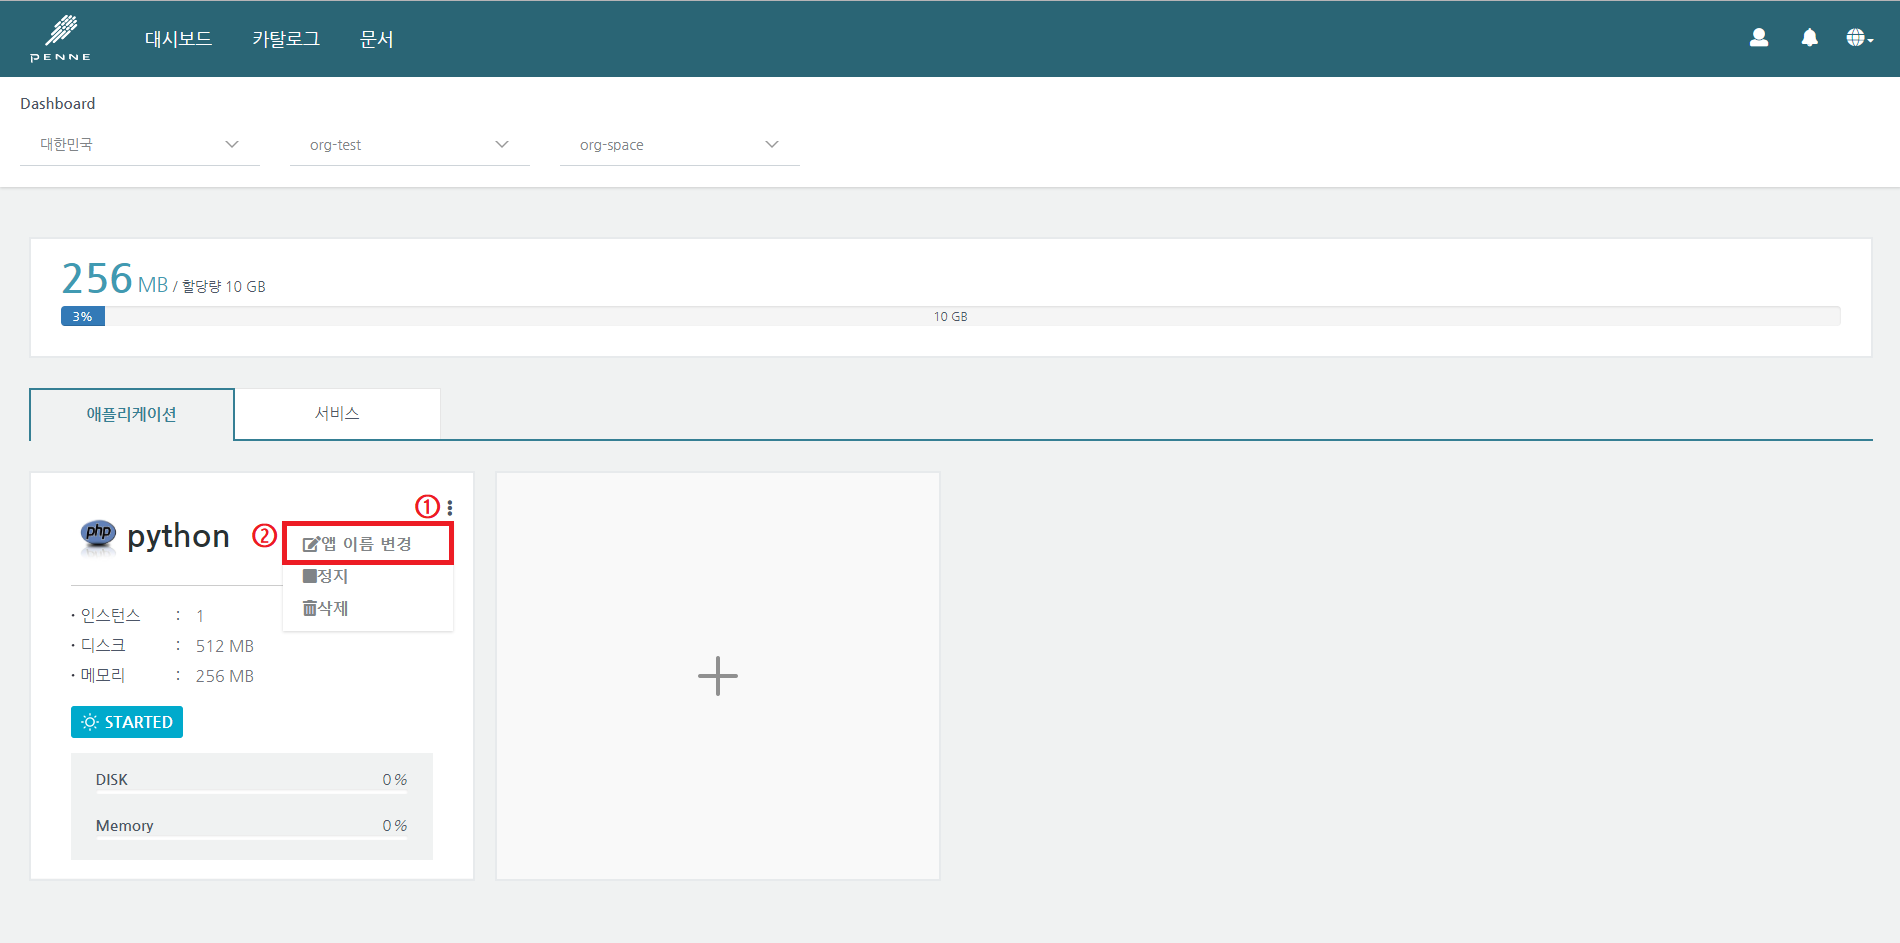 PENNE
대시보드 카탈로그 문서
Dashboard
대한민국 org-test org-space
256 MB / 할당량 10 GB
3% 10 GB
애플리케이션 서비스
①
php python ② 앱 이름 변경
정지
삭제
· 인스턴스 : 1
· 디스크 : 512 MB
· 메모리 : 256 MB
STARTED
DISK 0 %
Memory 0 %